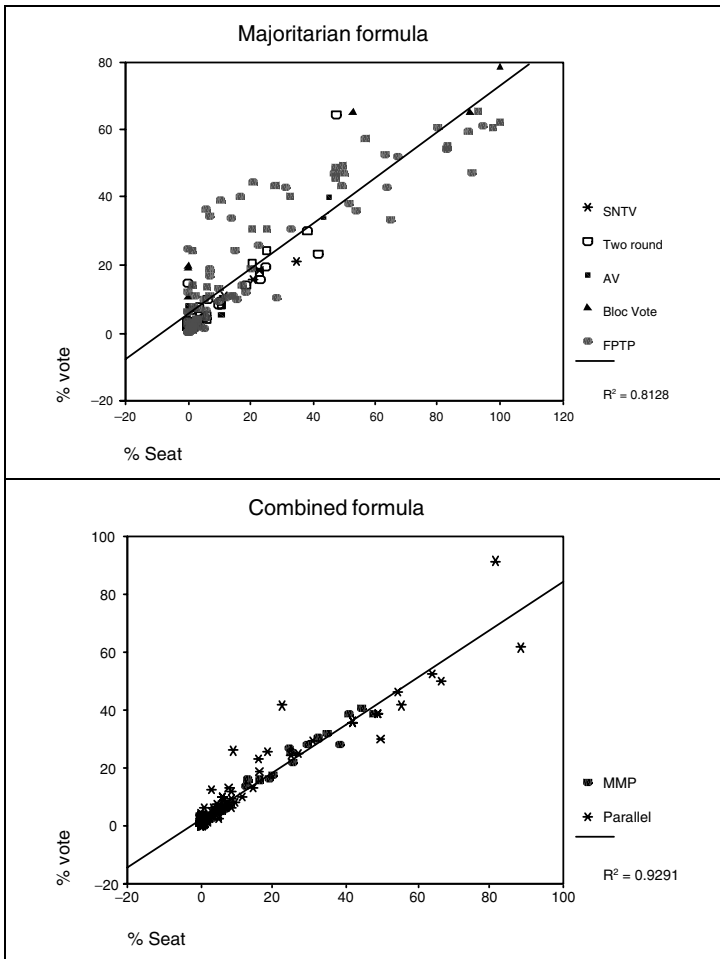 Majoritarian formula
80
60
40
20
0
–20
–20 0 20 40 60 80 100 120
% vote
% Seat
SNTV
Two round
AV
Bloc Vote
FPTP
R² = 0.8128
Combined formula
100
80
60
40
20
0
–20
–20 0 20 40 60 80 100
% vote
% Seat
MMP
Parallel
R² = 0.9291